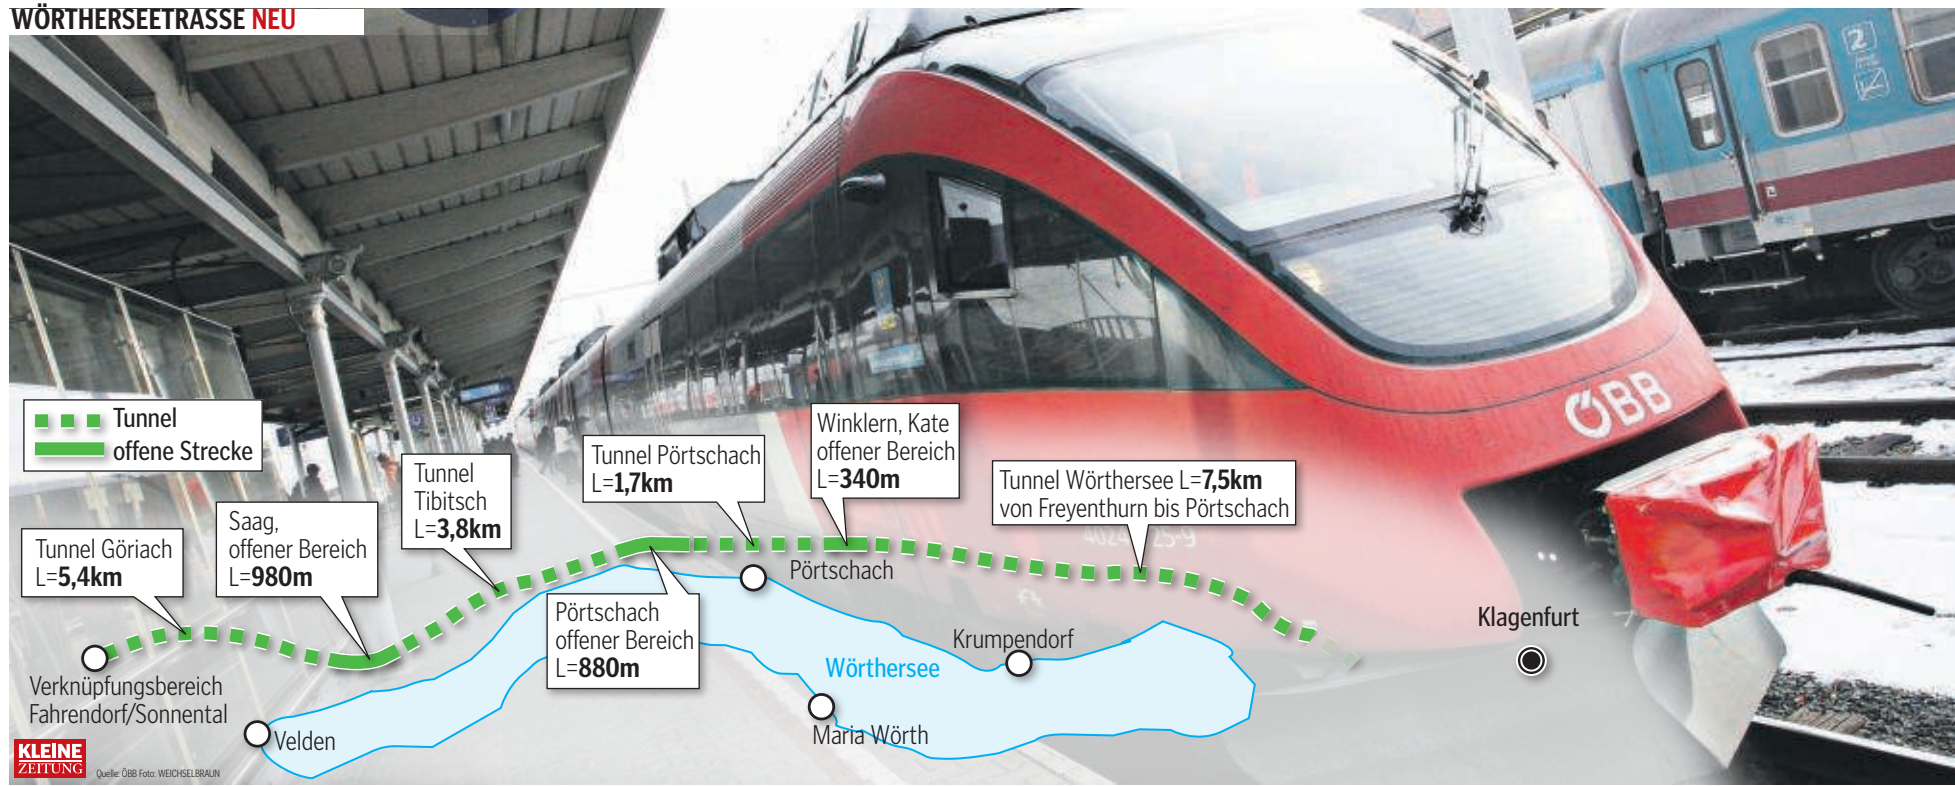 WÖRTHERSEETRASSE NEU
2
ÖBB
Tunnel
offene Strecke
Tunnel Göriach
L=5,4km
Saag,
offener Bereich
L=980m
Tunnel
Tibitsch
L=3,8km
Tunnel Pörtschach
L=1,7km
Winklern, Kate
offener Bereich
L=340m
Tunnel Wörthersee L=7,5km
von Freyenthurn bis Pörtschach
Pörtschach
offener Bereich
L=880m
Pörtschach
Krumpendorf
Klagenfurt
Wörthersee
Maria Wörth
Verknüpfungsbereich
Fahrendorf/Sonnental
Velden
KLEINE
ZEITUNG
Quelle: ÖBB Foto: WEICHSELBRAUN